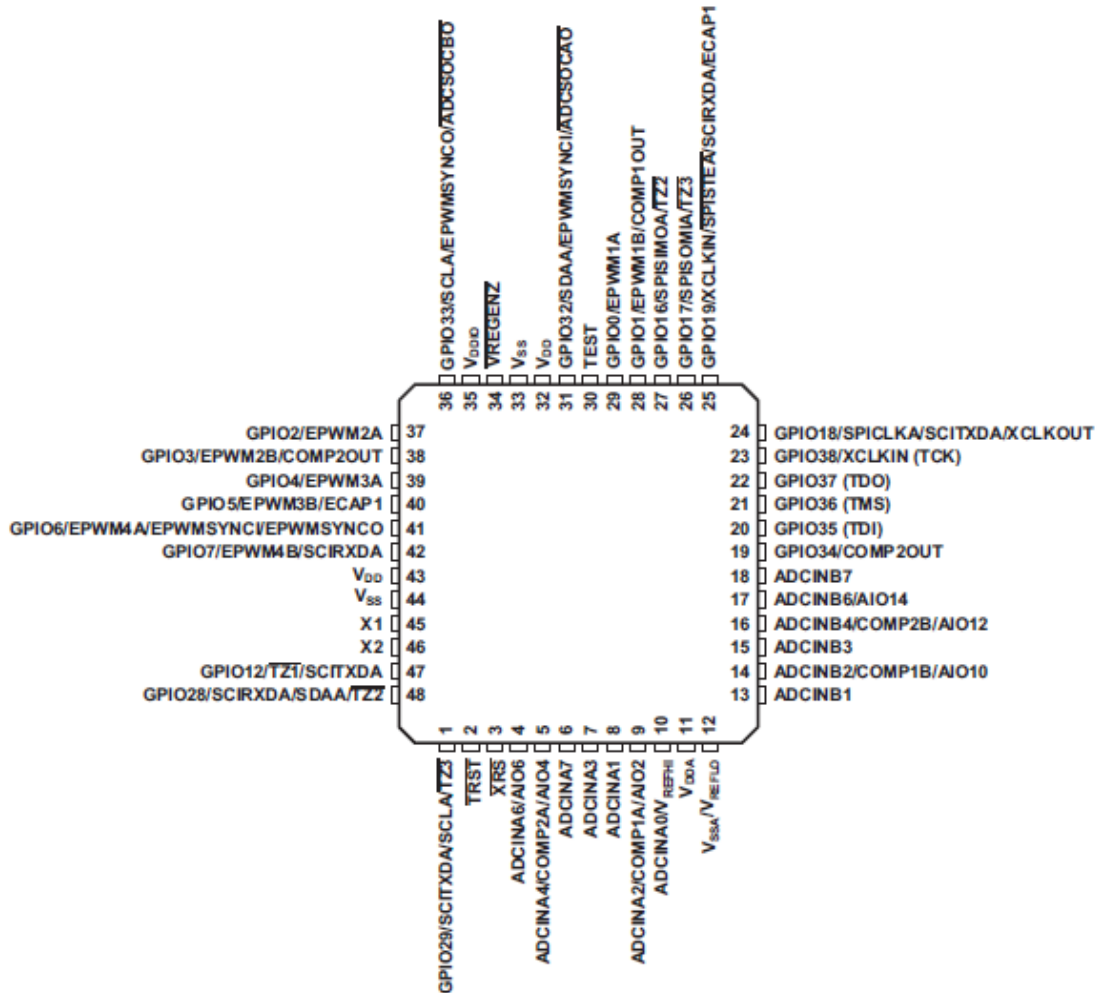 GPIO33/SCLA/EPWMSYNCO/ADCSOCBO
VDDIO
VREGENZ
VSS
VDD
GPIO32/SDAA/EPWMSYNCI/ADCSOCAO
TEST
GPIO0/EPWM1A
GPIO1/EPWM1B/COMP1OUT
GPIO16/SPISIMOA/TZ2
GPIO17/SPISOMIA/TZ3
GPIO19/XCLKIN/SPISTEA/SCIRXDA/ECAP1
36
35
34
33
32
31
30
29
28
27
26
25
GPIO2/EPWM2A 37
GPIO3/EPWM2B/COMP2OUT 38
GPIO4/EPWM3A 39
GPIO5/EPWM3B/ECAP1 40
GPIO6/EPWM4A/EPWMSYNCI/EPWMSYNCO 41
GPIO7/EPWM4B/SCIRXDA 42
VDD 43
VSS 44
X1 45
X2 46
GPIO12/TZ1/SCITXDA 47
GPIO28/SCIRXDA/SDAA/TZ2 48
24 GPIO18/SPICLKA/SCITXDA/XCLKOUT
23 GPIO38/XCLKIN (TCK)
22 GPIO37 (TDO)
21 GPIO36 (TMS)
20 GPIO35 (TDI)
19 GPIO34/COMP2OUT
18 ADCINB7
17 ADCINB6/AIO14
16 ADCINB4/COMP2B/AIO12
15 ADCINB3
14 ADCINB2/COMP1B/AIO10
13 ADCINB1
1
2
3
4
5
6
7
8
9
10
11
12
GPIO29/SCITXDA/SCLA/TZ3
TRST
XRS
ADCINA6/AIO6
ADCINA4/COMP2A/AIO4
ADCINA7
ADCINA3
ADCINA1
ADCINA2/COMP1A/AIO2
ADCINA0/VREFHI
VDDA
VSSA/VREFLO